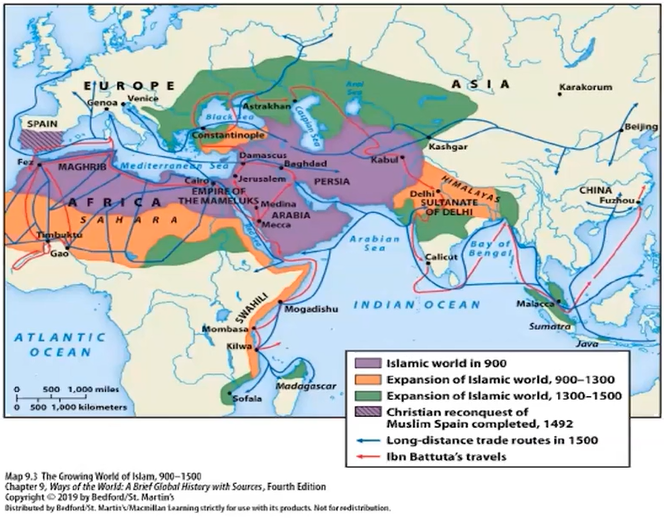 EUROPE
ASIA
Genoa
Venice
Astrakhan
Aral
Sea
Karakorum
SPAIN
Black Sea
Caspian Sea
Constantinople
Beijing
Fez
MAGHRIB
Mediterranean Sea
Damascus
Baghdad
Kabul
Kashgar
Cairo
Jerusalem
PERSIA
HIMALAYAS
EMPIRE OF
THE MAMELUKS
Medina
Delhi
CHINA
AFRICA
ARABIA
SULTANATE
OF DELHI
Fuzhou
SAHARA
Mecca
Timbuktu
Gao
Arabian
Sea
Bay of
Bengal
Calicut
SWAHILI
Mogadishu
INDIAN OCEAN
Malacca
Sumatra
ATLANTIC
OCEAN
Mombasa
Kilwa
Java
Madagascar
Sofala
0 500 1,000 miles
0 500 1,000 kilometers
Islamic world in 900
Expansion of Islamic world, 900–1300
Expansion of Islamic world, 1300–1500
Christian reconquest of
Muslim Spain completed, 1492
Long-distance trade routes in 1500
Ibn Battuta's travels
Map 9.3 The Growing World of Islam, 900–1500
Chapter 9, Ways of the World: A Brief Global History with Sources, Fourth Edition
Copyright © 2019 by Bedford/St. Martin's
Distributed by Bedford/St. Martin's/Macmillan Learning strictly for use with its products. Not for redistribution.